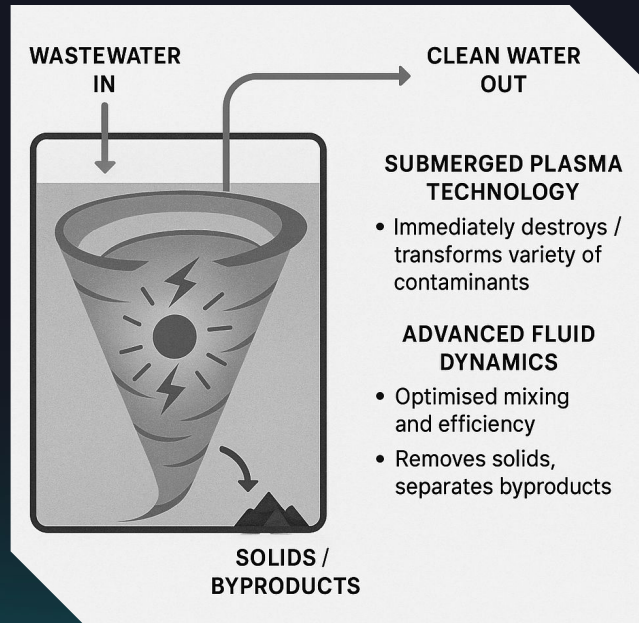 WASTEWATER
IN
CLEAN WATER
OUT
SUBMERGED PLASMA
TECHNOLOGY
• Immediately destroys /
transforms variety of
contaminants
ADVANCED FLUID
DYNAMICS
• Optimised mixing
and efficiency
• Removes solids,
separates byproducts
SOLIDS /
BYPRODUCTS